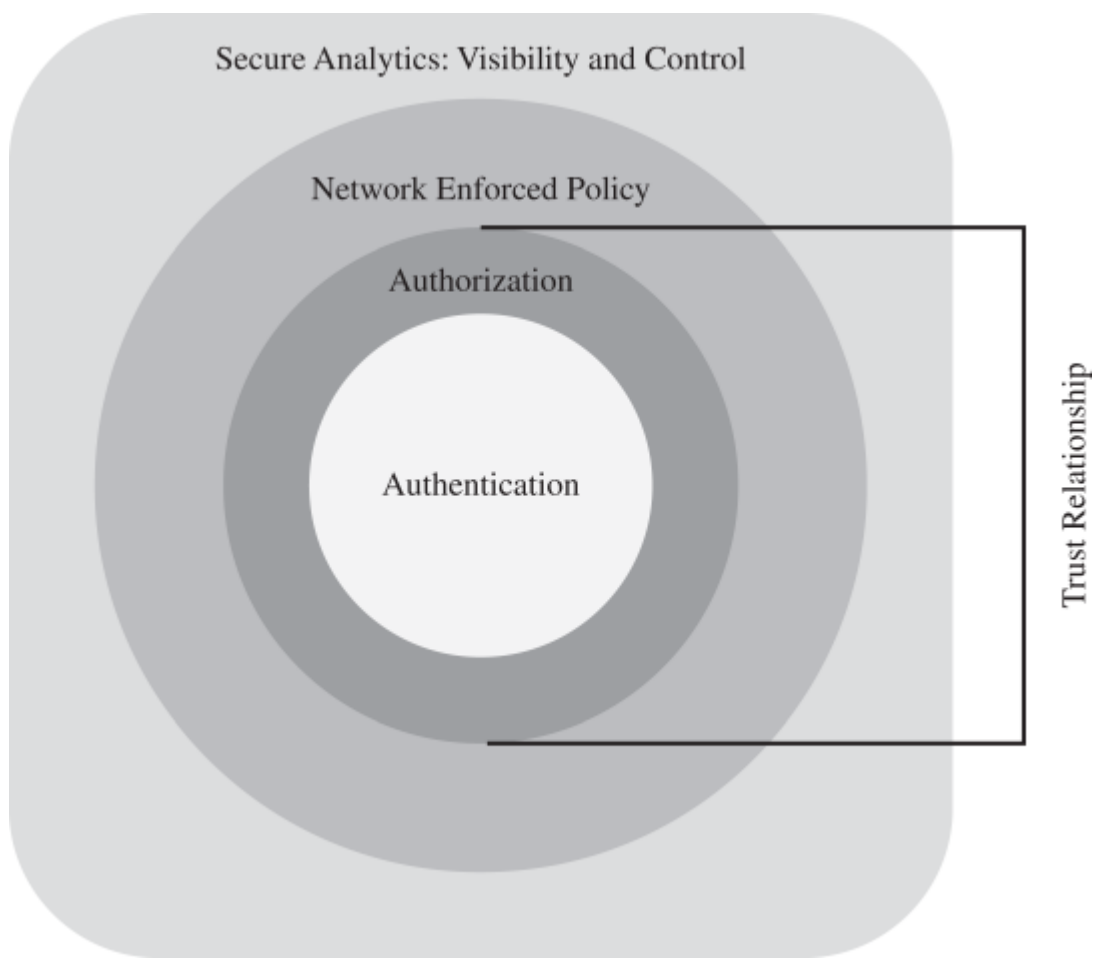 Secure Analytics: Visibility and Control
Network Enforced Policy
Authorization
Authentication
Trust Relationship